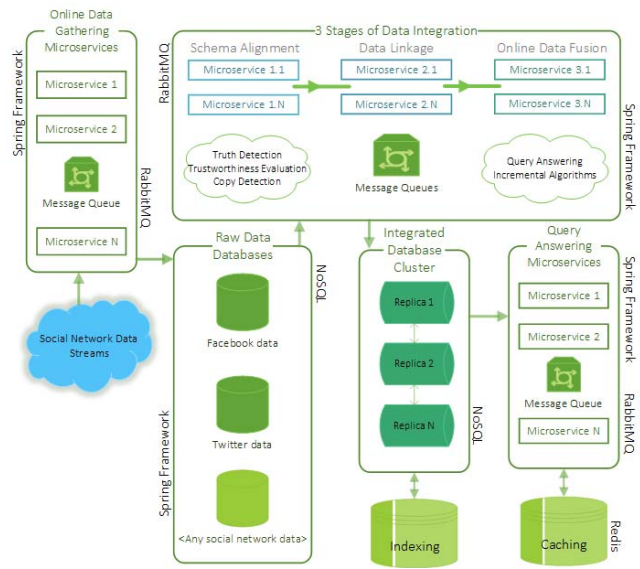 Online Data
Gathering
Microservices
Spring Framework
Microservice 1
Microservice 2
Message Queue
Microservice N
RabbitMQ
Social Network Data
Streams
3 Stages of Data Integration
RabbitMQ
Schema Alignment
Data Linkage
Online Data Fusion
Microservice 1.1
Microservice 2.1
Microservice 3.1
Microservice 1.N
Microservice 2.N
Microservice 3.N
Truth Detection
Trustworthiness Evaluation
Copy Detection
Message Queues
Query Answering
Incremental Algorithms
Spring Framework
Raw Data
Databases
NoSQL
Facebook data
Twitter data
Spring Framework
<Any social network data>
Integrated
Database
Cluster
Replica 1
Replica 2
Replica N
NoSQL
Indexing
Query
Answering
Microservices
Spring Framework
Microservice 1
Microservice 2
Message Queue
Microservice N
RabbitMQ
Caching
Redis